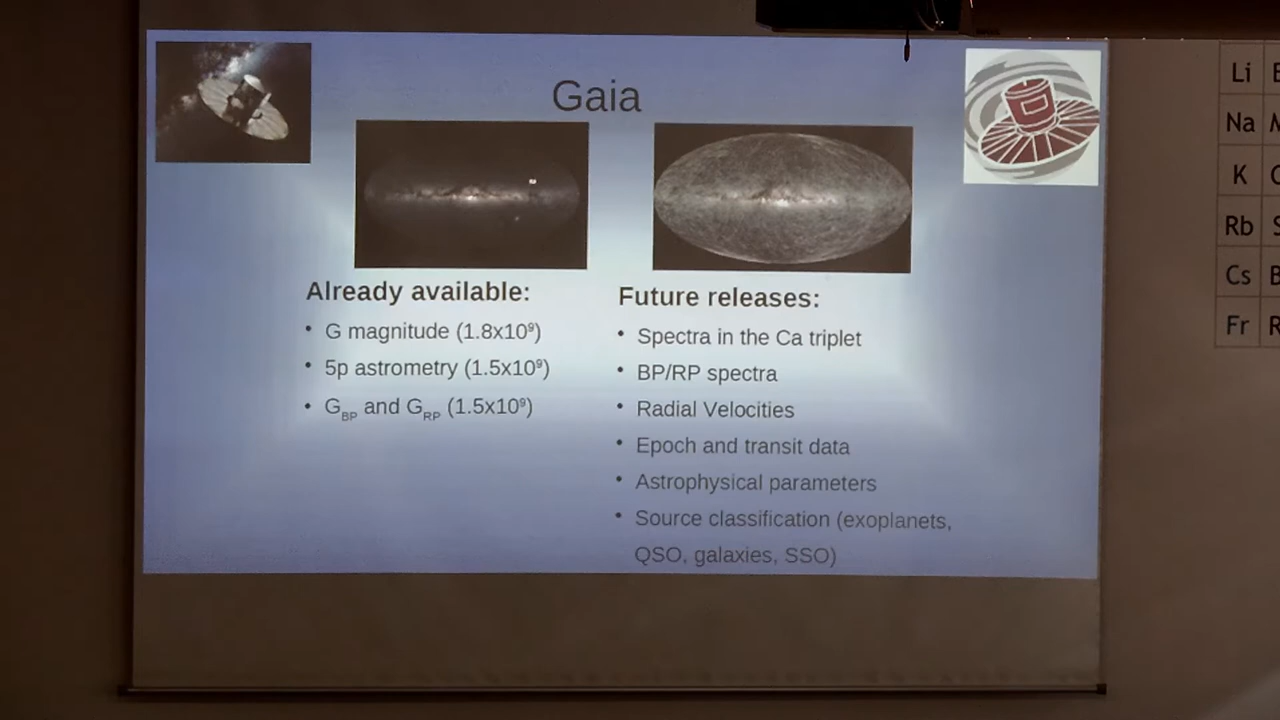 Gaia
Already available:
• G magnitude (1.8x10⁹)
• 5p astrometry (1.5x10⁹)
• G_BP and G_RP (1.5x10⁹)
Future releases:
• Spectra in the Ca triplet
• BP/RP spectra
• Radial Velocities
• Epoch and transit data
• Astrophysical parameters
• Source classification (exoplanets,
QSO, galaxies, SSO)
Li
Na
K
Rb
Cs
Fr